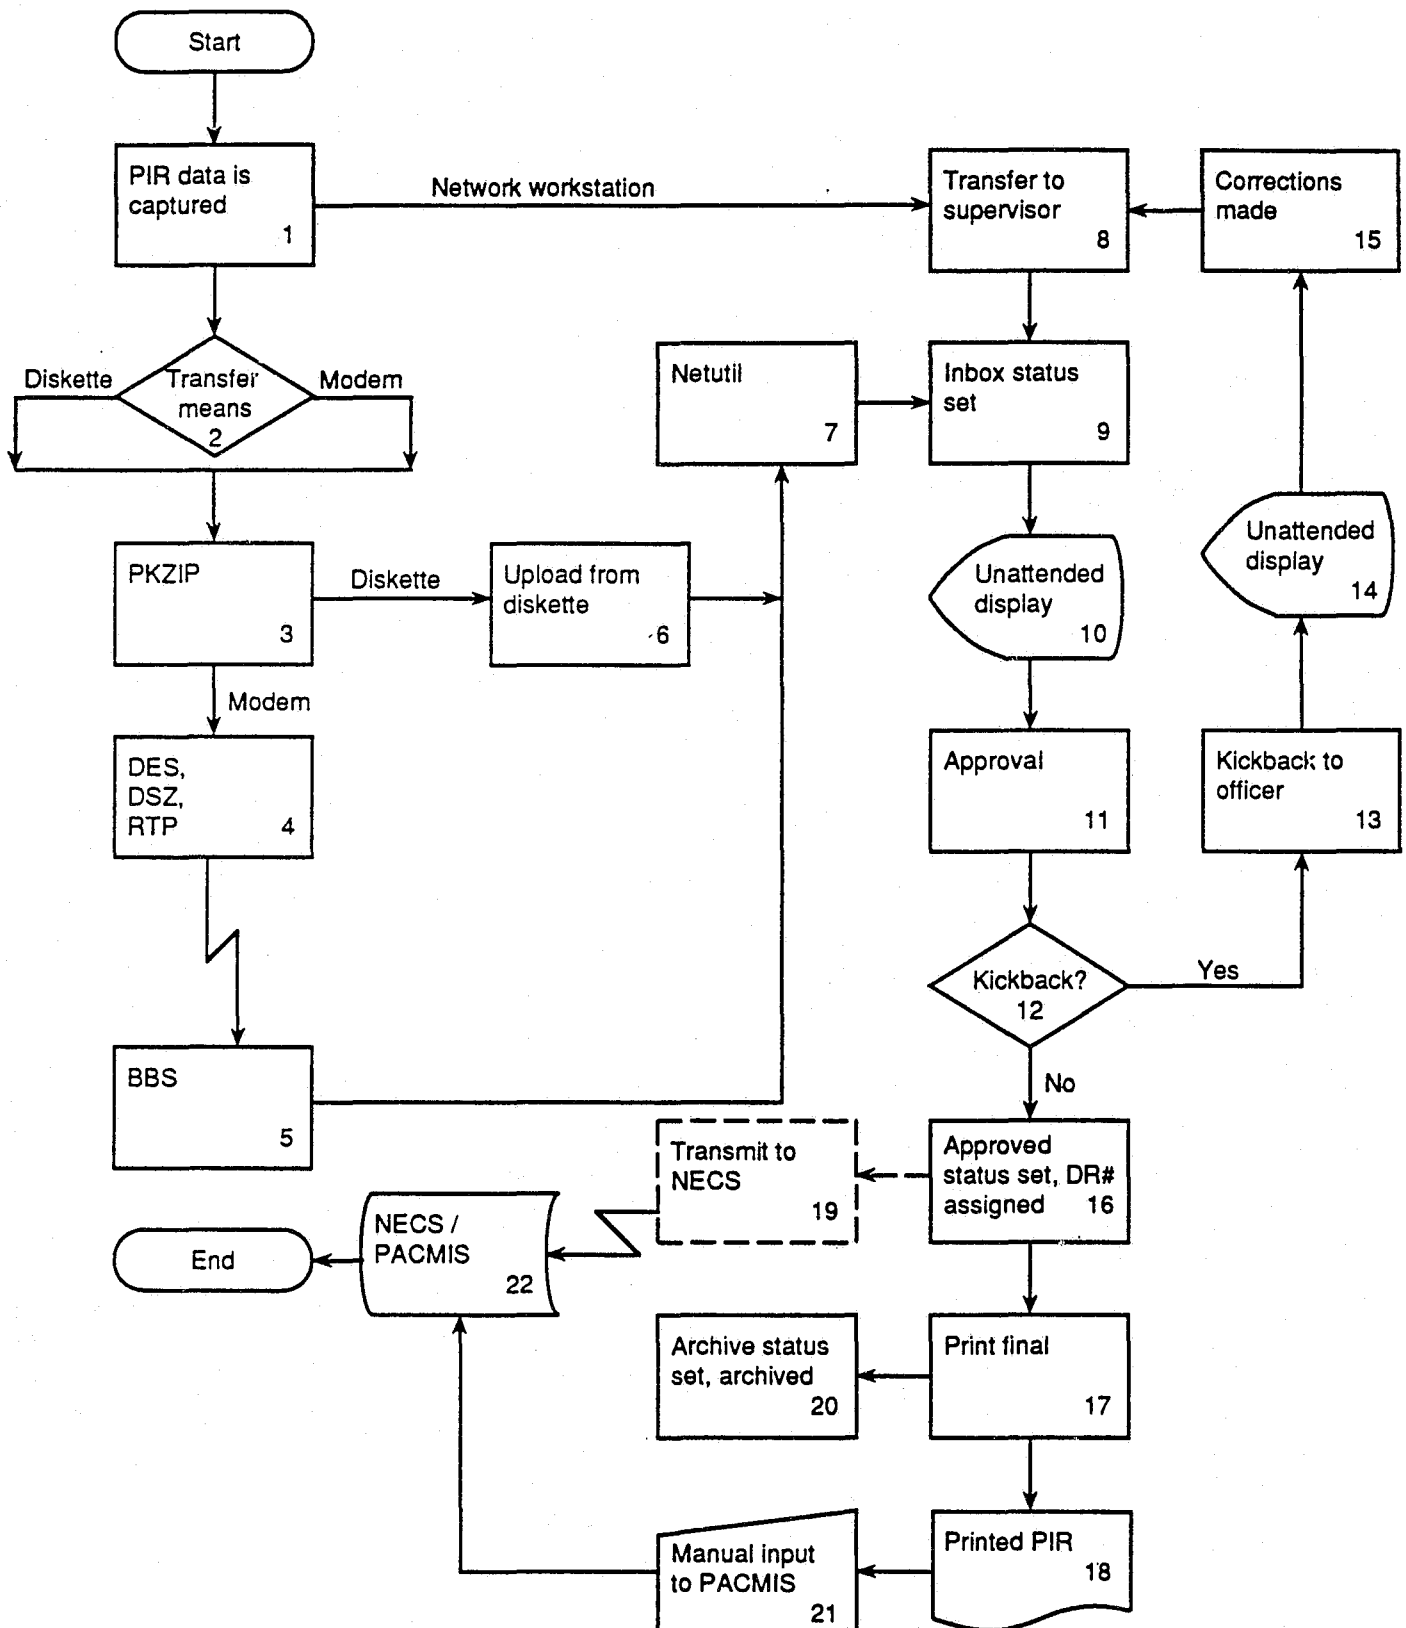 Start
PIR data is
captured
1
Network workstation
Transfer to
supervisor
8
Corrections
made
15
Diskette
Transfer
means
2
Modem
Netutil
7
Inbox status
set
9
PKZIP
3
Diskette
Upload from
diskette
6
Unattended
display
10
Unattended
display
14
Modem
DES,
DSZ,
RTP
4
Approval
11
Kickback to
officer
13
Kickback?
12
Yes
No
BBS
5
Transmit to
NECS
19
Approved
status set, DR#
assigned
16
NECS /
PACMIS
22
End
Archive status
set, archived
20
Print final
17
Manual input
to PACMIS
21
Printed PIR
18